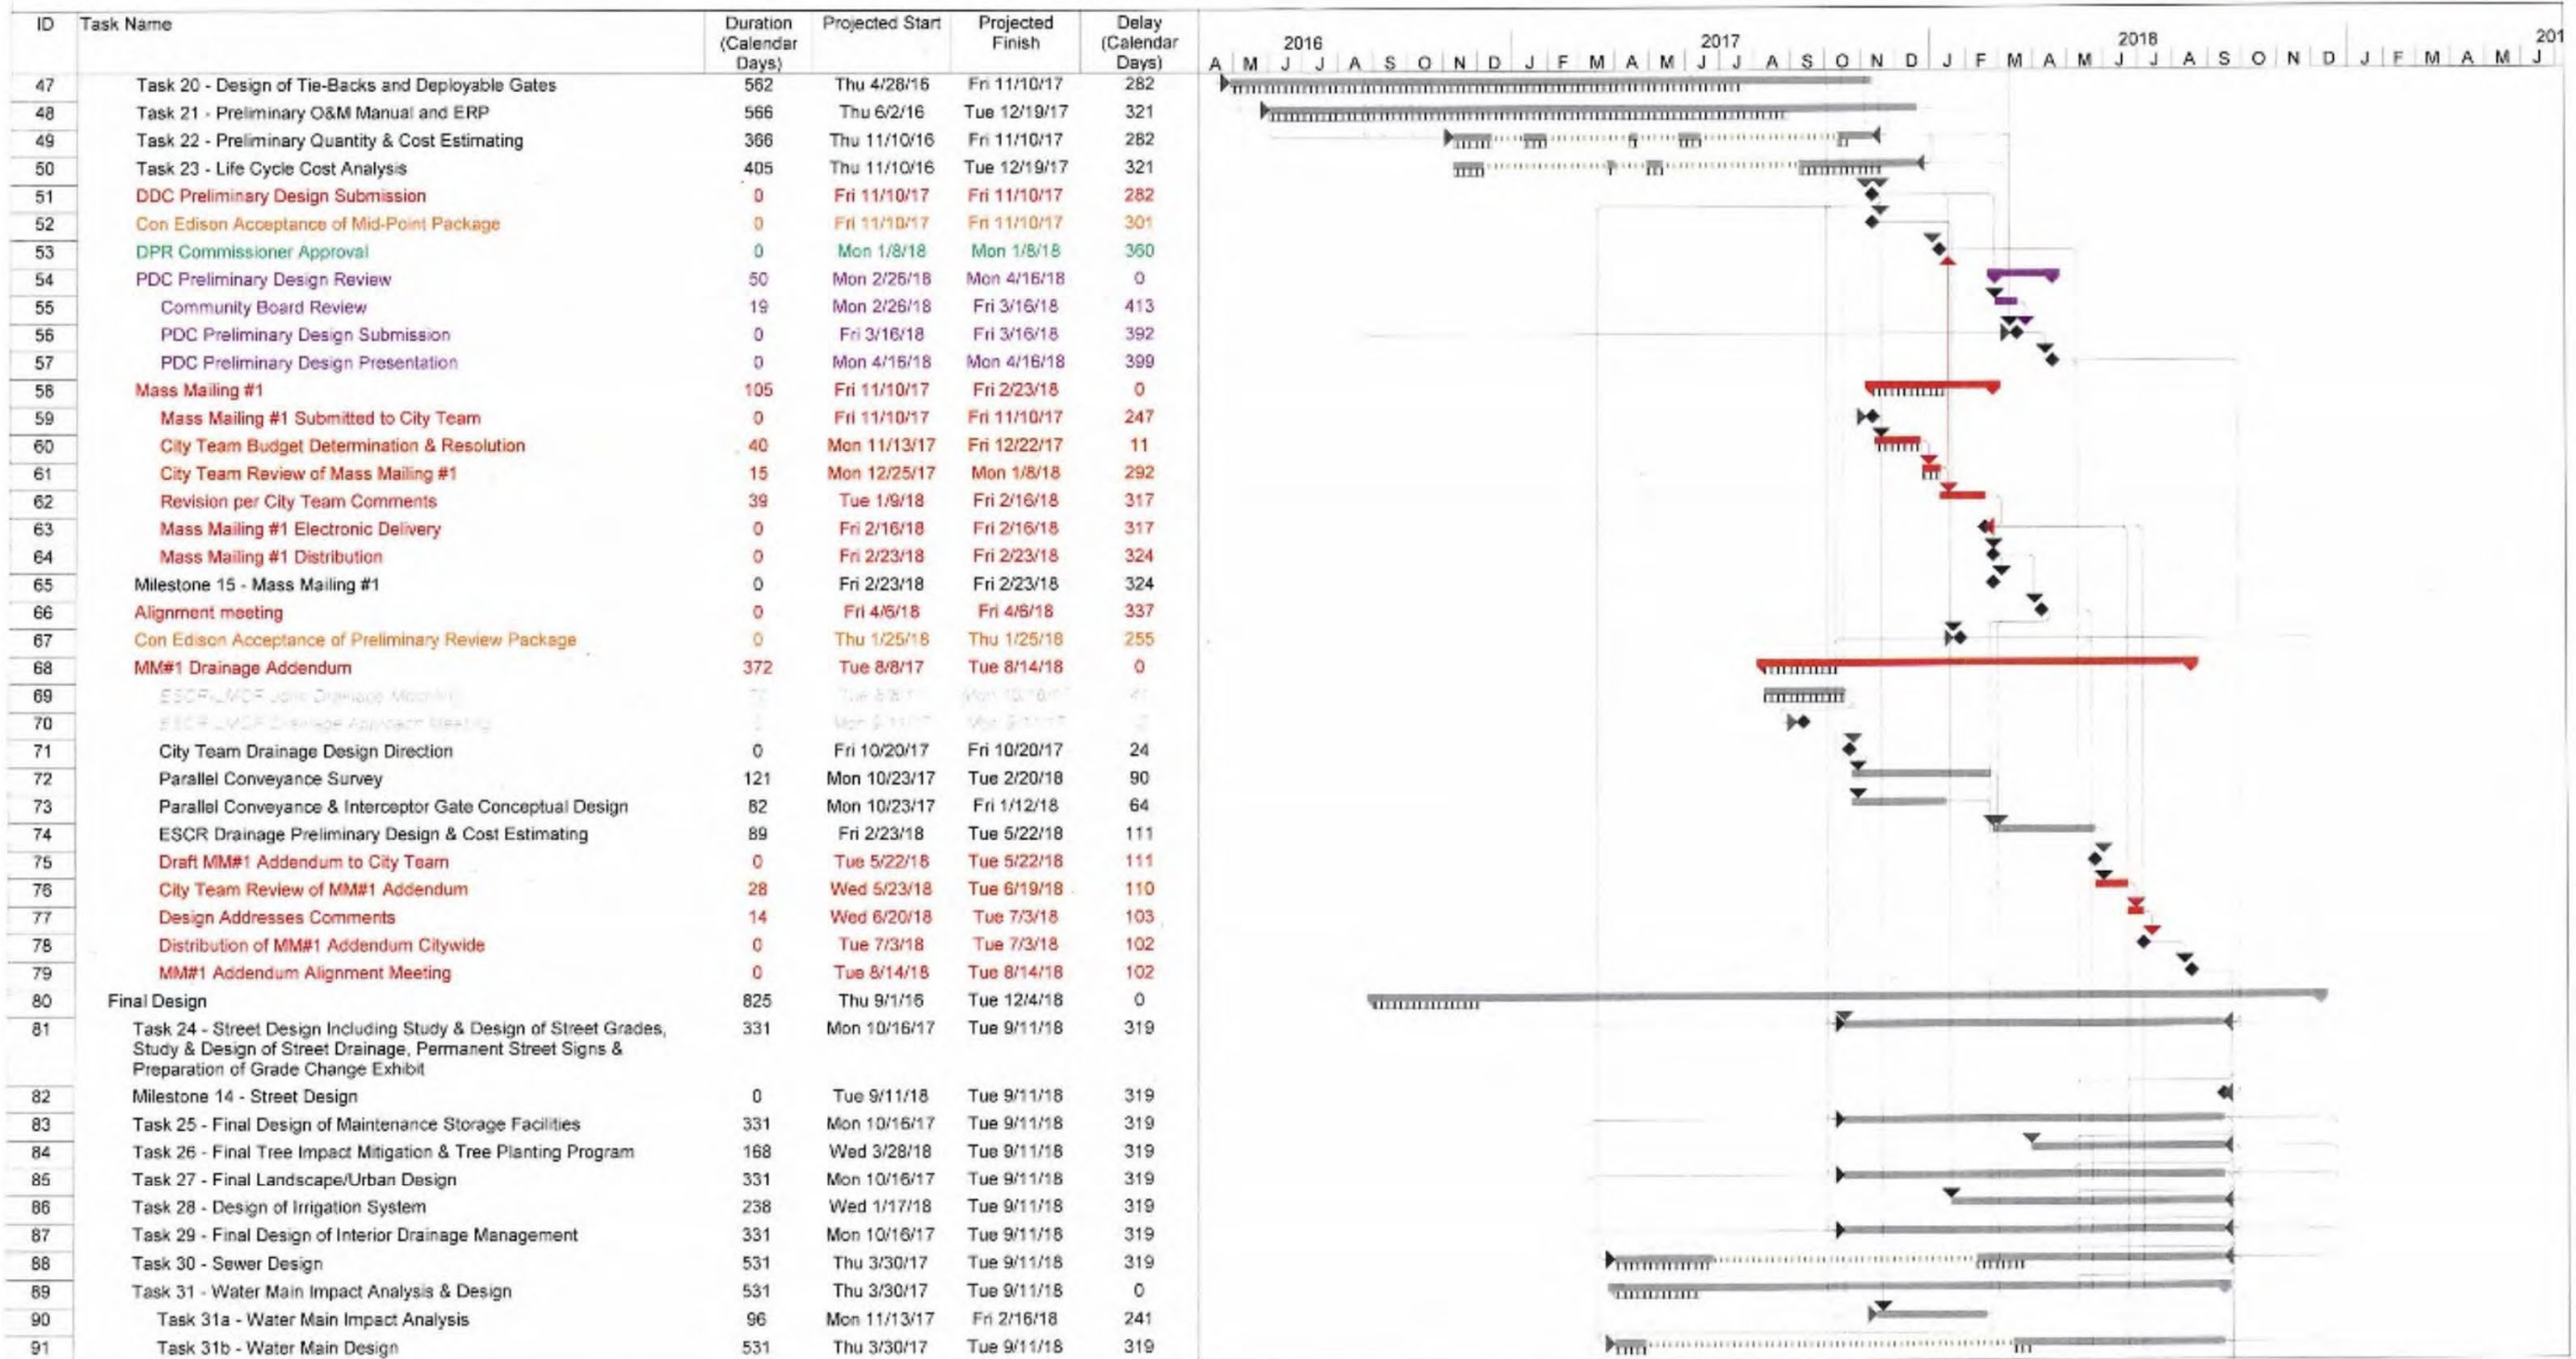 ID Task Name Duration (Calendar Days) Projected Start Projected Finish Delay (Calendar Days)
2016 2017 2018 201
A M J J A S O N D J F M A M J J A S O N D J F M A M J J A S O N D J F M A M J
47 Task 20 - Design of Tie-Backs and Deployable Gates 562 Thu 4/28/16 Fri 11/10/17 282
48 Task 21 - Preliminary O&M Manual and ERP 566 Thu 6/2/16 Tue 12/19/17 321
49 Task 22 - Preliminary Quantity & Cost Estimating 366 Thu 11/10/16 Fri 11/10/17 282
50 Task 23 - Life Cycle Cost Analysis 405 Thu 11/10/16 Tue 12/19/17 321
51 DDC Preliminary Design Submission 0 Fri 11/10/17 Fri 11/10/17 282
52 Con Edison Acceptance of Mid-Point Package 0 Fri 11/10/17 Fri 11/10/17 301
53 DPR Commissioner Approval 0 Mon 1/8/18 Mon 1/8/18 360
54 PDC Preliminary Design Review 50 Mon 2/26/18 Mon 4/16/18 0
55 Community Board Review 19 Mon 2/26/18 Fri 3/16/18 413
56 PDC Preliminary Design Submission 0 Fri 3/16/18 Fri 3/16/18 392
57 PDC Preliminary Design Presentation 0 Mon 4/16/18 Mon 4/16/18 399
58 Mass Mailing #1 105 Fri 11/10/17 Fri 2/23/18 0
59 Mass Mailing #1 Submitted to City Team 0 Fri 11/10/17 Fri 11/10/17 247
60 City Team Budget Determination & Resolution 40 Mon 11/13/17 Fri 12/22/17 11
61 City Team Review of Mass Mailing #1 15 Mon 12/25/17 Mon 1/8/18 292
62 Revision per City Team Comments 39 Tue 1/9/18 Fri 2/16/18 317
63 Mass Mailing #1 Electronic Delivery 0 Fri 2/16/18 Fri 2/16/18 317
64 Mass Mailing #1 Distribution 0 Fri 2/23/18 Fri 2/23/18 324
65 Milestone 15 - Mass Mailing #1 0 Fri 2/23/18 Fri 2/23/18 324
66 Alignment meeting 0 Fri 4/6/18 Fri 4/6/18 337
67 Con Edison Acceptance of Preliminary Review Package 0 Thu 1/25/18 Thu 1/25/18 255
68 MM#1 Drainage Addendum 372 Tue 8/8/17 Tue 8/14/18 0
69
70
71 City Team Drainage Design Direction 0 Fri 10/20/17 Fri 10/20/17 24
72 Parallel Conveyance Survey 121 Mon 10/23/17 Tue 2/20/18 90
73 Parallel Conveyance & Interceptor Gate Conceptual Design 82 Mon 10/23/17 Fri 1/12/18 64
74 ESCR Drainage Preliminary Design & Cost Estimating 89 Fri 2/23/18 Tue 5/22/18 111
75 Draft MM#1 Addendum to City Team 0 Tue 5/22/18 Tue 5/22/18 111
76 City Team Review of MM#1 Addendum 28 Wed 5/23/18 Tue 6/19/18 110
77 Design Addresses Comments 14 Wed 6/20/18 Tue 7/3/18 103
78 Distribution of MM#1 Addendum Citywide 0 Tue 7/3/18 Tue 7/3/18 102
79 MM#1 Addendum Alignment Meeting 0 Tue 8/14/18 Tue 8/14/18 102
80 Final Design 825 Thu 9/1/16 Tue 12/4/18 0
81 Task 24 - Street Design Including Study & Design of Street Grades, 331 Mon 10/16/17 Tue 9/11/18 319
Study & Design of Street Drainage, Permanent Street Signs &
Preparation of Grade Change Exhibit
82 Milestone 14 - Street Design 0 Tue 9/11/18 Tue 9/11/18 319
83 Task 25 - Final Design of Maintenance Storage Facilities 331 Mon 10/16/17 Tue 9/11/18 319
84 Task 26 - Final Tree Impact Mitigation & Tree Planting Program 168 Wed 3/28/18 Tue 9/11/18 319
85 Task 27 - Final Landscape/Urban Design 331 Mon 10/16/17 Tue 9/11/18 319
86 Task 28 - Design of Irrigation System 238 Wed 1/17/18 Tue 9/11/18 319
87 Task 29 - Final Design of Interior Drainage Management 331 Mon 10/16/17 Tue 9/11/18 319
88 Task 30 - Sewer Design 531 Thu 3/30/17 Tue 9/11/18 319
89 Task 31 - Water Main Impact Analysis & Design 531 Thu 3/30/17 Tue 9/11/18 0
90 Task 31a - Water Main Impact Analysis 96 Mon 11/13/17 Fri 2/16/18 241
91 Task 31b - Water Main Design 531 Thu 3/30/17 Tue 9/11/18 319